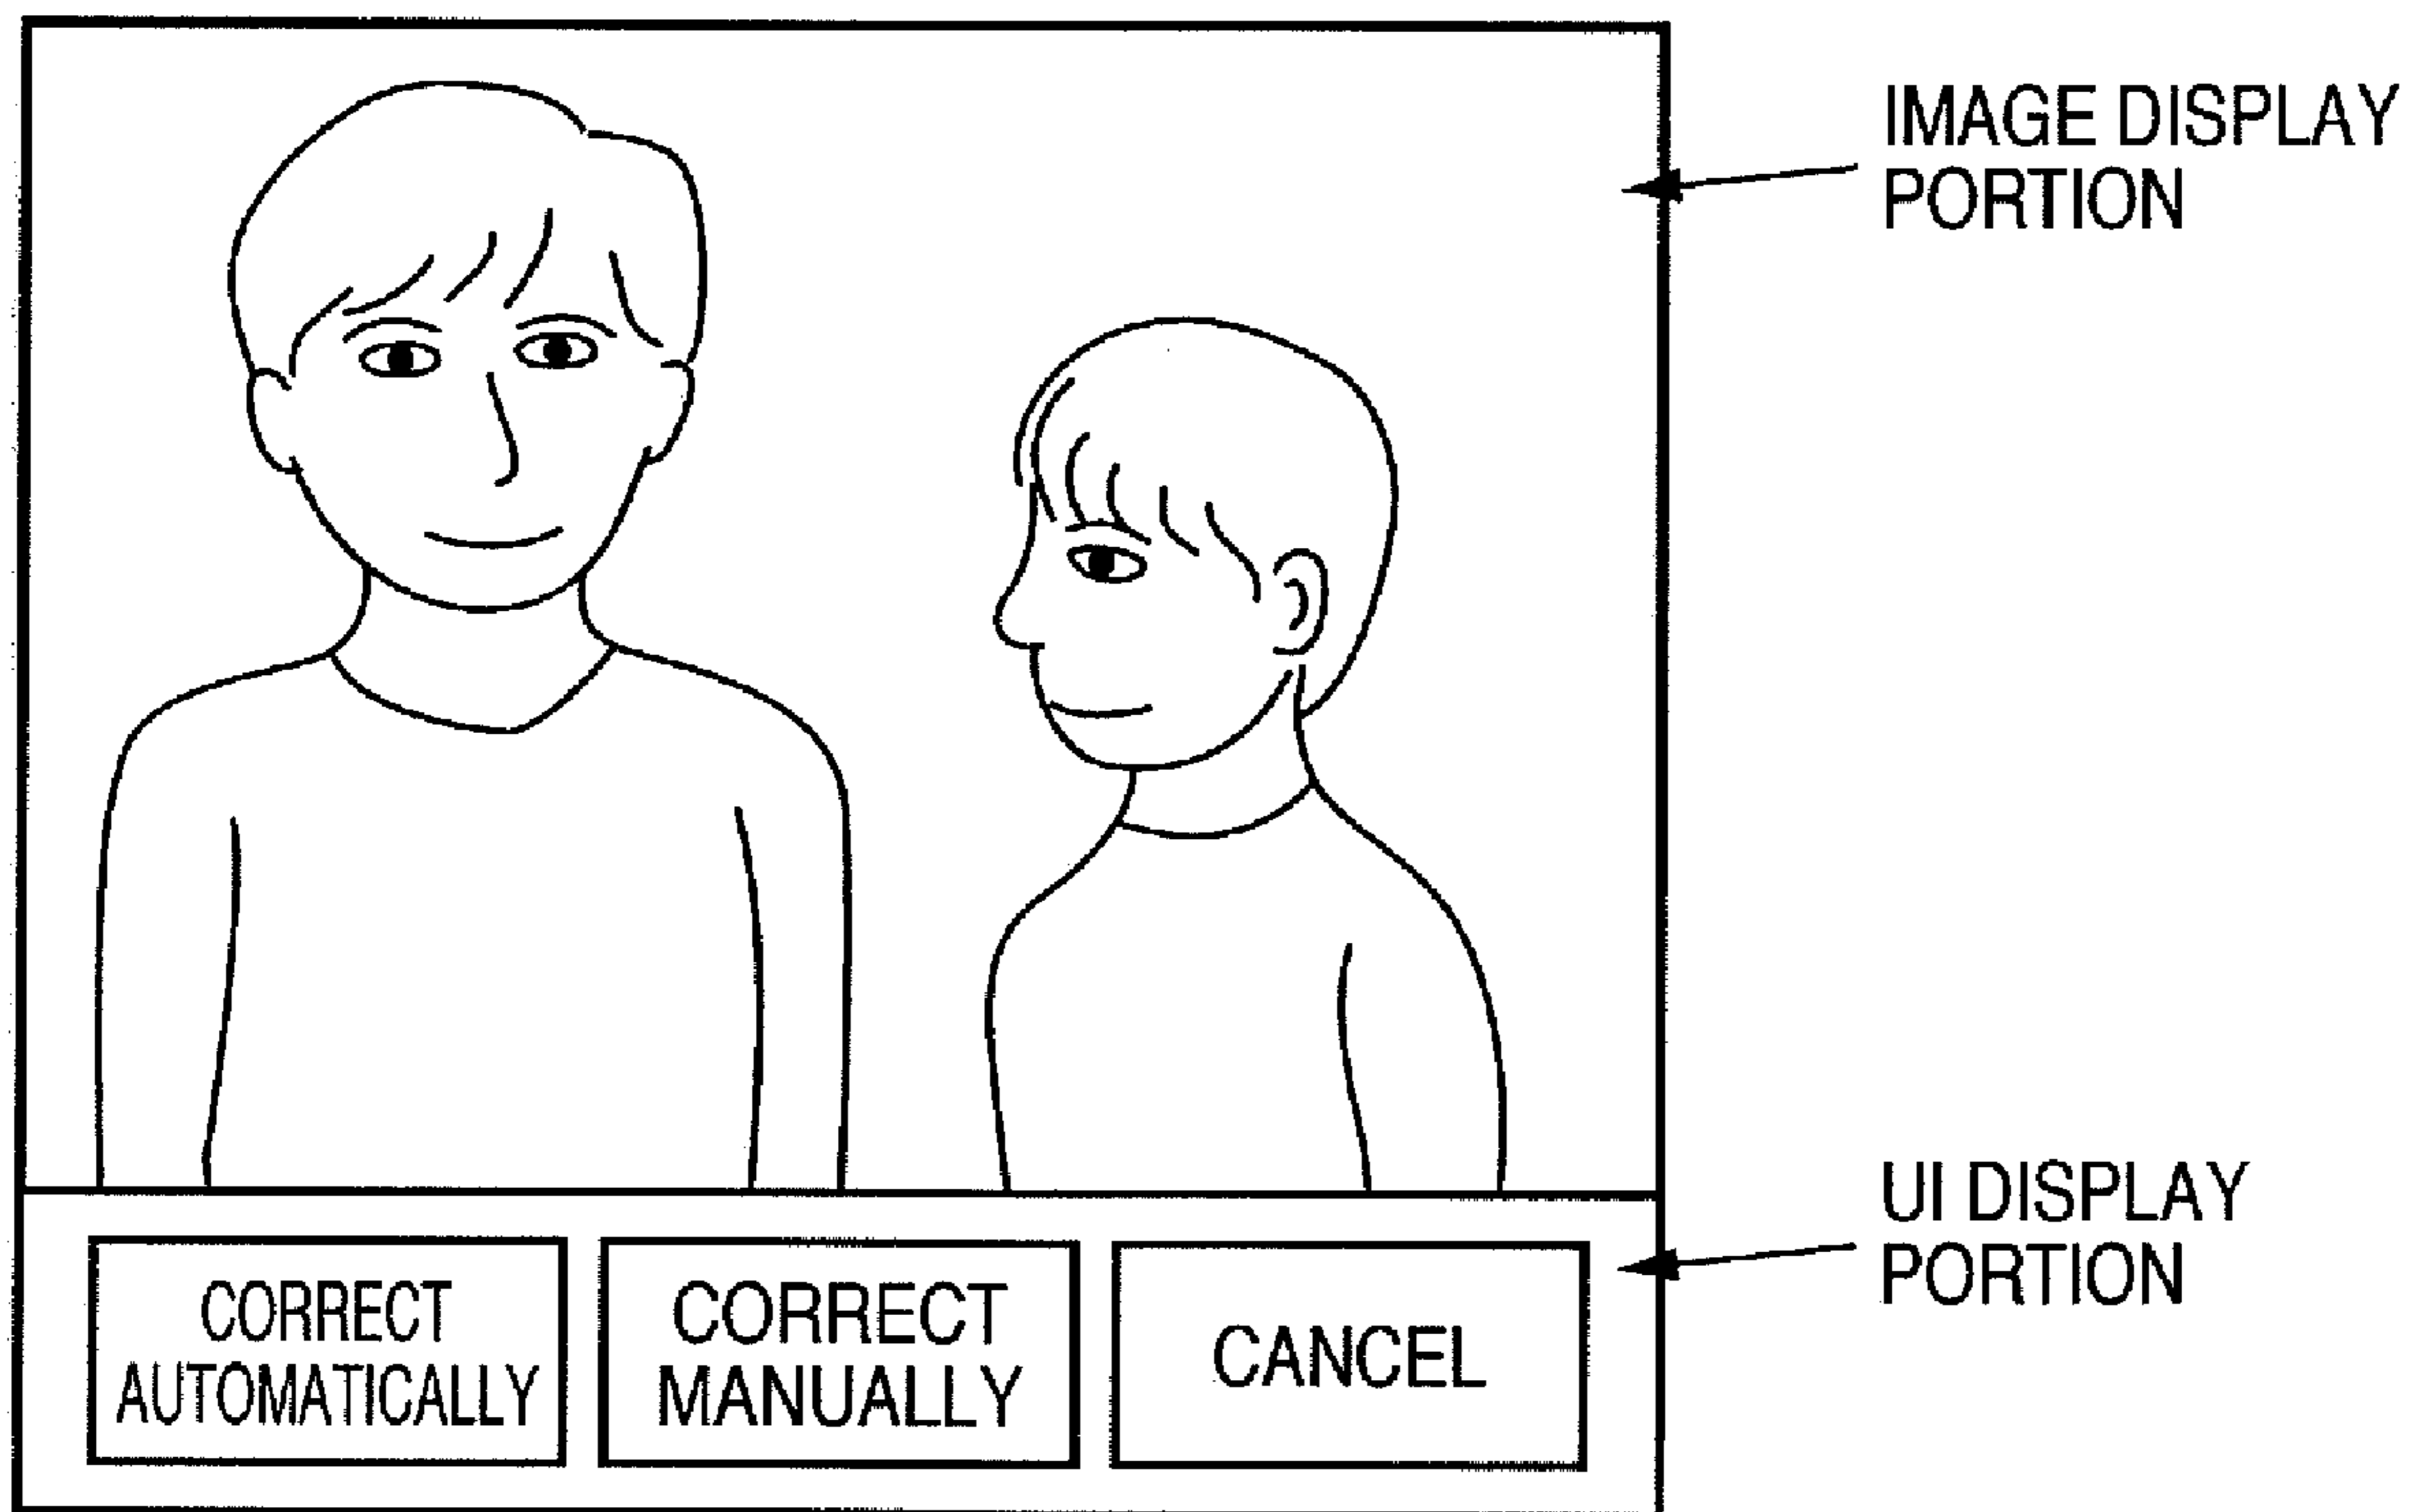 IMAGE DISPLAY
PORTION
UI DISPLAY
PORTION
CORRECT
AUTOMATICALLY
CORRECT
MANUALLY
CANCEL